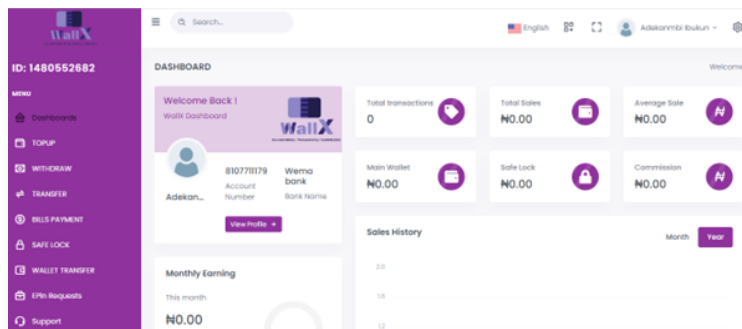 WallX
ID: 1480552682
MENU
Dashboards
TOPUP
WITHDRAW
TRANSFER
BILLS PAYMENT
SAFE LOCK
WALLET TRANSFER
EPin Requests
Support
Search...
English
Adekanmbi Ibukun
DASHBOARD
Welcome
Welcome Back !
WallX Dashboard
WallX
Adekan...
8107711179
Account
Number
Wema
bank
Bank Name
View Profile →
Total transactions
0
Total Sales
₦0.00
Average Sale
₦0.00
Main Wallet
₦0.00
Safe Lock
₦0.00
Commission
₦0.00
Monthly Earning
This month
₦0.00
Sales History
Month
Year
2.0
1.8
1.2